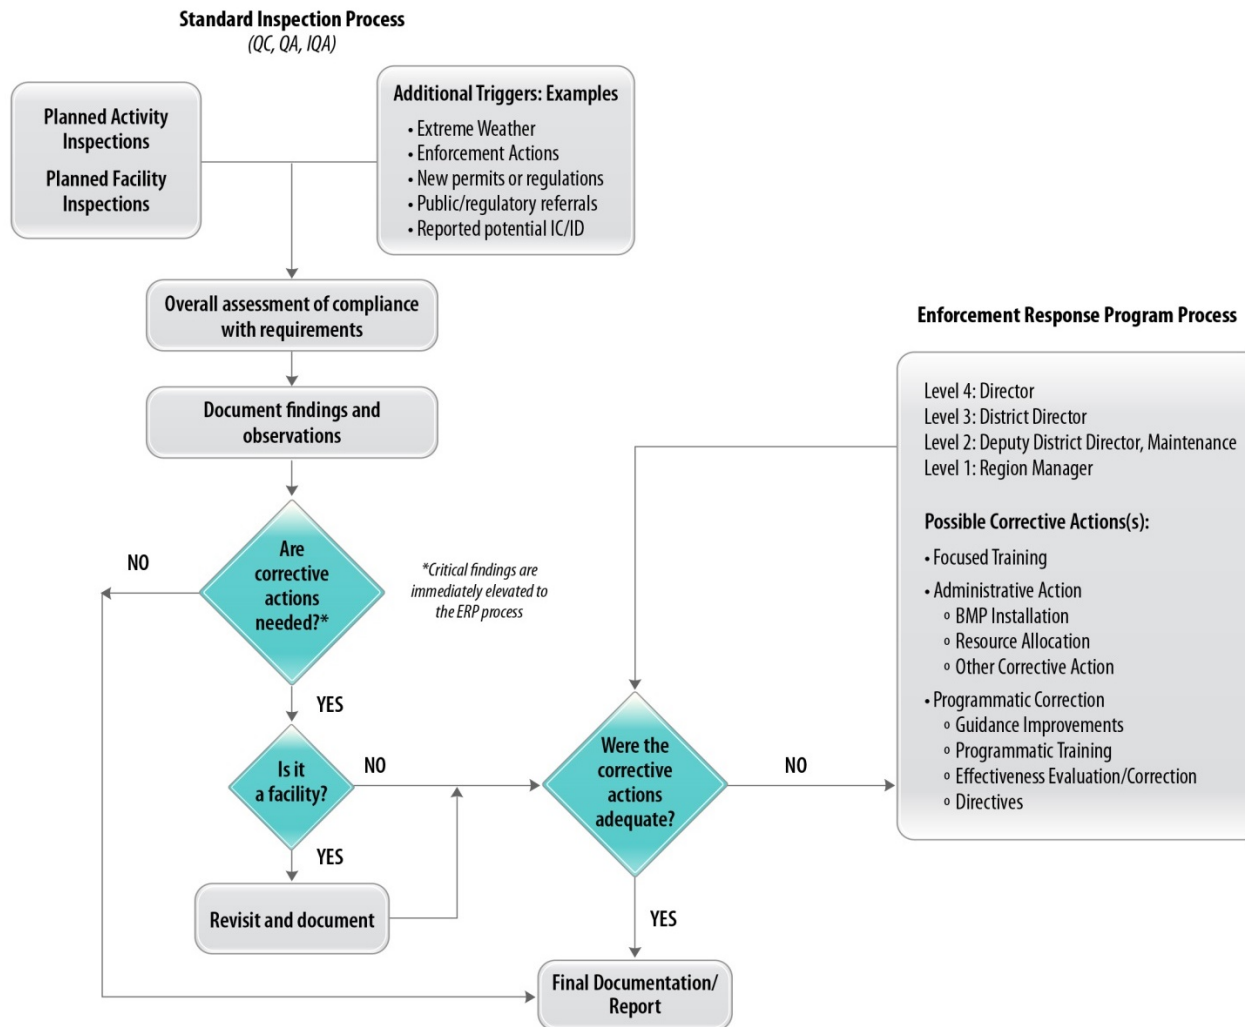 Standard Inspection Process
(QC, QA, IQA)
Planned Activity
Inspections
Planned Facility
Inspections
Additional Triggers: Examples
• Extreme Weather
• Enforcement Actions
• New permits or regulations
• Public/regulatory referrals
• Reported potential IC/ID
Overall assessment of compliance
with requirements
Document findings and
observations
Are
corrective
actions
needed?*
NO
*Critical findings are
immediately elevated to
the ERP process
YES
Is it
a facility?
NO
YES
Revisit and document
Were the
corrective
actions
adequate?
NO
YES
Final Documentation/
Report
Enforcement Response Program Process
Level 4: Director
Level 3: District Director
Level 2: Deputy District Director, Maintenance
Level 1: Region Manager
Possible Corrective Actions(s):
• Focused Training
• Administrative Action
o BMP Installation
o Resource Allocation
o Other Corrective Action
• Programmatic Correction
o Guidance Improvements
o Programmatic Training
o Effectiveness Evaluation/Correction
o Directives